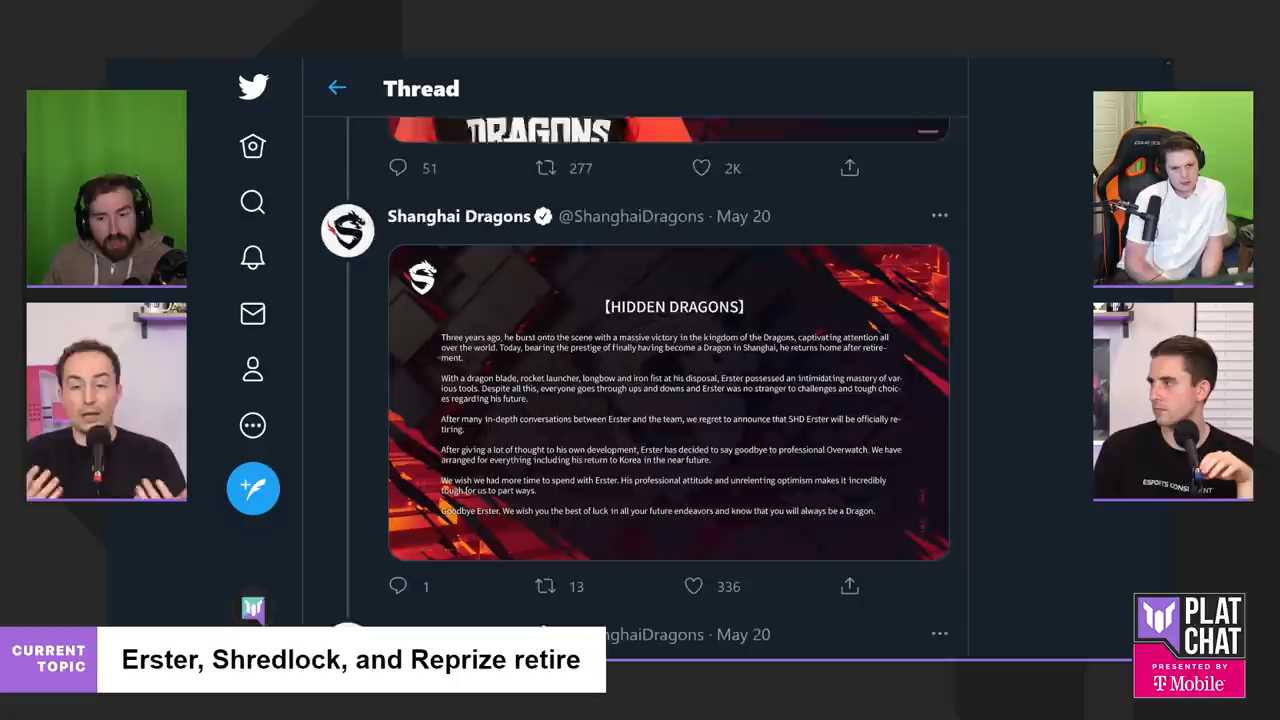 Thread
DRAGONS
51
277
2K
Shanghai Dragons @ShanghaiDragons · May 20
【HIDDEN DRAGONS】
Three years ago, he burst onto the scene with a massive victory in the kingdom of the Dragons, captivating attention all
over the world. Today, bearing the prestige of finally having become a Dragon in Shanghai, he returns home after retire-
ment.
With a dragon blade, rocket launcher, longbow and iron fist at his disposal, Erster possessed an intimidating mastery of var-
ious tools. Despite all this, everyone goes through ups and downs and Erster was no stranger to challenges and tough choic-
es regarding his future.
After many in-depth conversations between Erster and the team, we regret to announce that SHD Erster will be officially re-
tiring.
After giving a lot of thought to his own development, Erster has decided to say goodbye to professional Overwatch. We have
arranged for everything including his return to Korea in the near future.
We wish we had more time to spend with Erster. His professional attitude and unrelenting optimism makes it incredibly
tough for us to part ways.
Goodbye Erster. We wish you the best of luck in all your future endeavors and know that you will always be a Dragon.
1
13
336
nghaiDragons · May 20
ESPORTS
CURRENT
TOPIC
Erster, Shredlock, and Reprize retire
PLAT
CHAT
PRESENTED BY
T Mobile